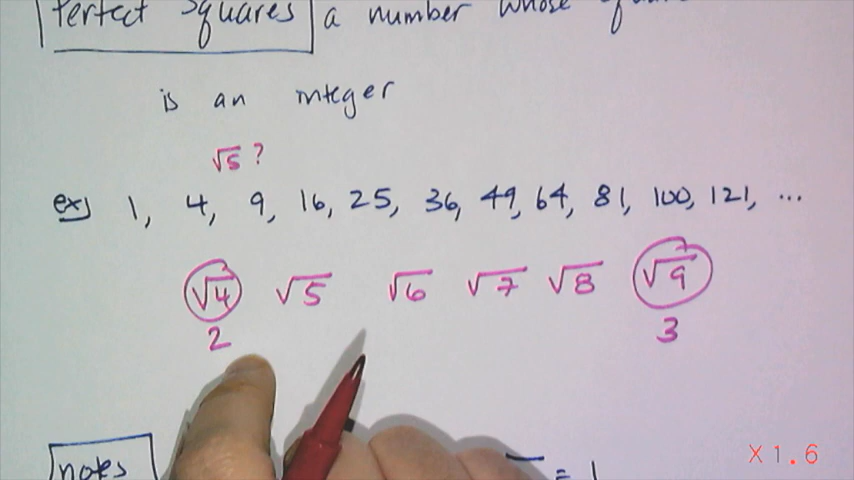 Perfect Squares a number whose
is an integer
√5 ?
ex) 1, 4, 9, 16, 25, 36, 49, 64, 81, 100, 121, ...
√4 √5 √6 √7 √8 √9
2 3
notes = 1
X1.6